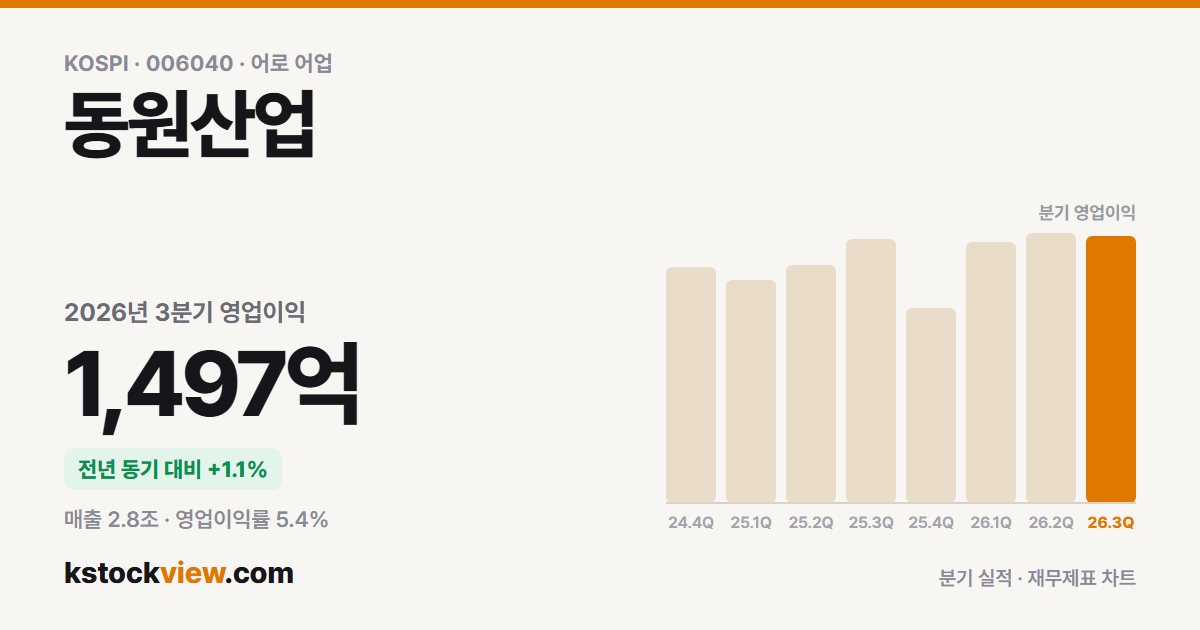 KOSPI · 006040 · 어로 어업
동원산업
2026년 3분기 영업이익
1,497억
전년 동기 대비 +1.1%
매출 2.8조 · 영업이익률 5.4%
kstockview.com
분기 영업이익
24.4Q 25.1Q 25.2Q 25.3Q 25.4Q 26.1Q 26.2Q 26.3Q
분기 실적 · 재무제표 차트